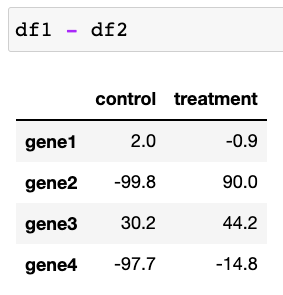 df1 - df2
control treatment
gene1 2.0 -0.9
gene2 -99.8 90.0
gene3 30.2 44.2
gene4 -97.7 -14.8